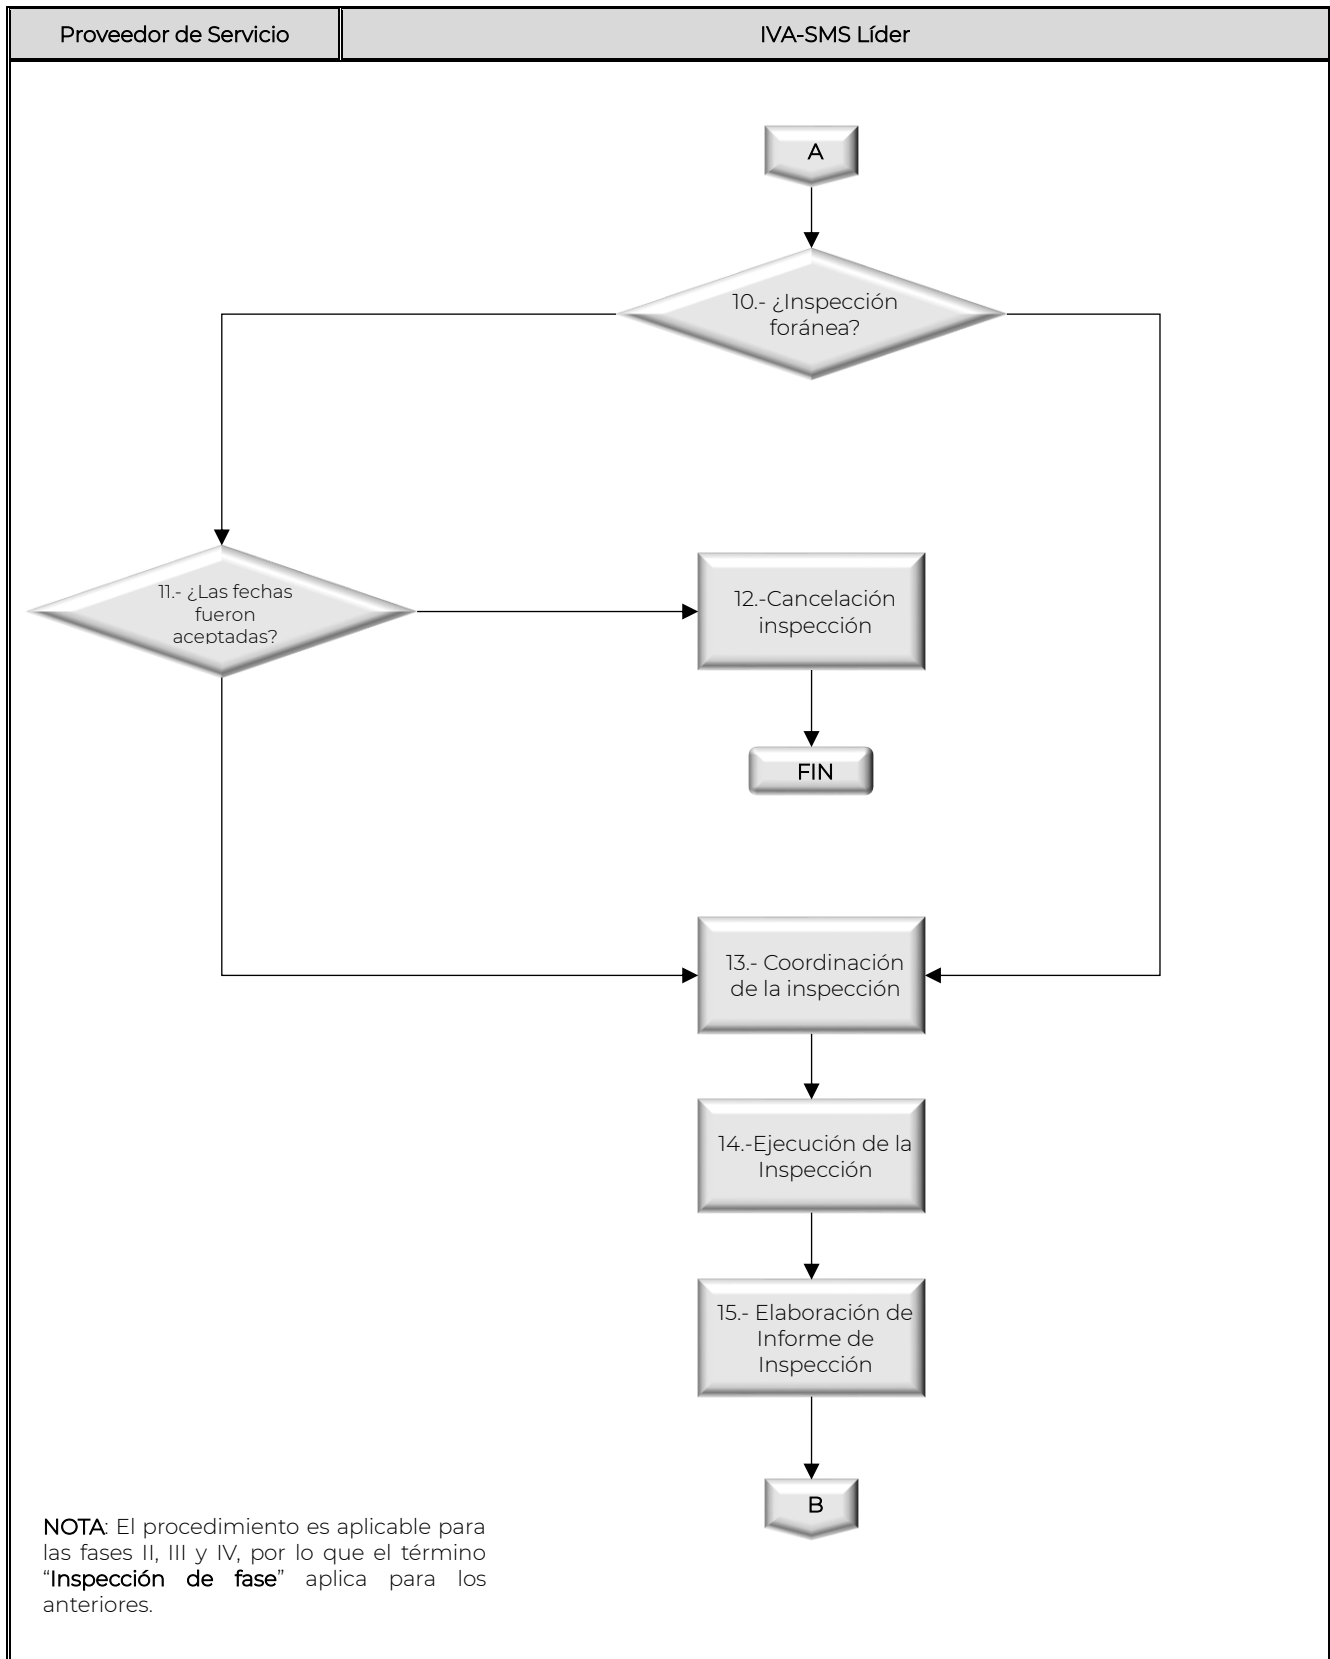 Proveedor de Servicio
IVA-SMS Líder
A
10.- ¿Inspección
foránea?
11.- ¿Las fechas
fueron
aceptadas?
12.-Cancelación
inspección
FIN
13.- Coordinación
de la inspección
14.-Ejecución de la
Inspección
15.- Elaboración de
Informe de
Inspección
B
NOTA: El procedimiento es aplicable para
las fases II, III y IV, por lo que el término
“Inspección de fase” aplica para los
anteriores.